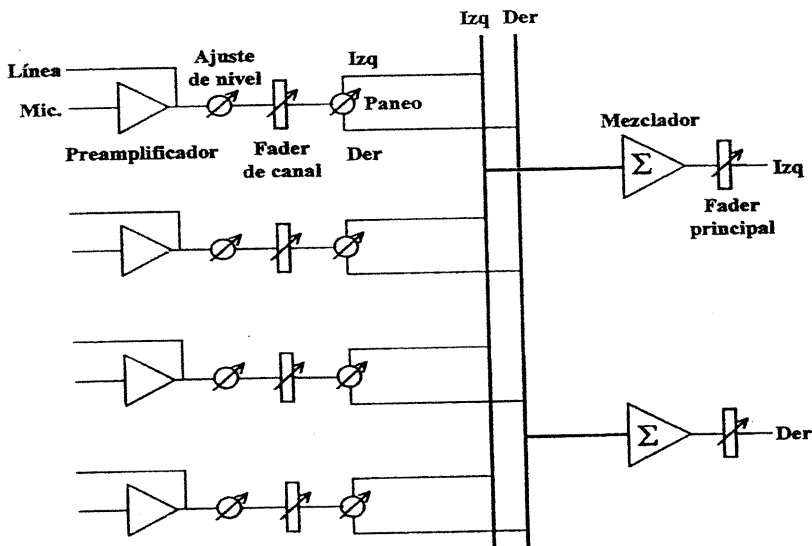 Izq Der
Línea
Ajuste
de nivel
Izq
Mic.
Paneo
Preamplificador
Fader
de canal
Der
Mezclador
Σ
Izq
Fader
principal
Σ
Der